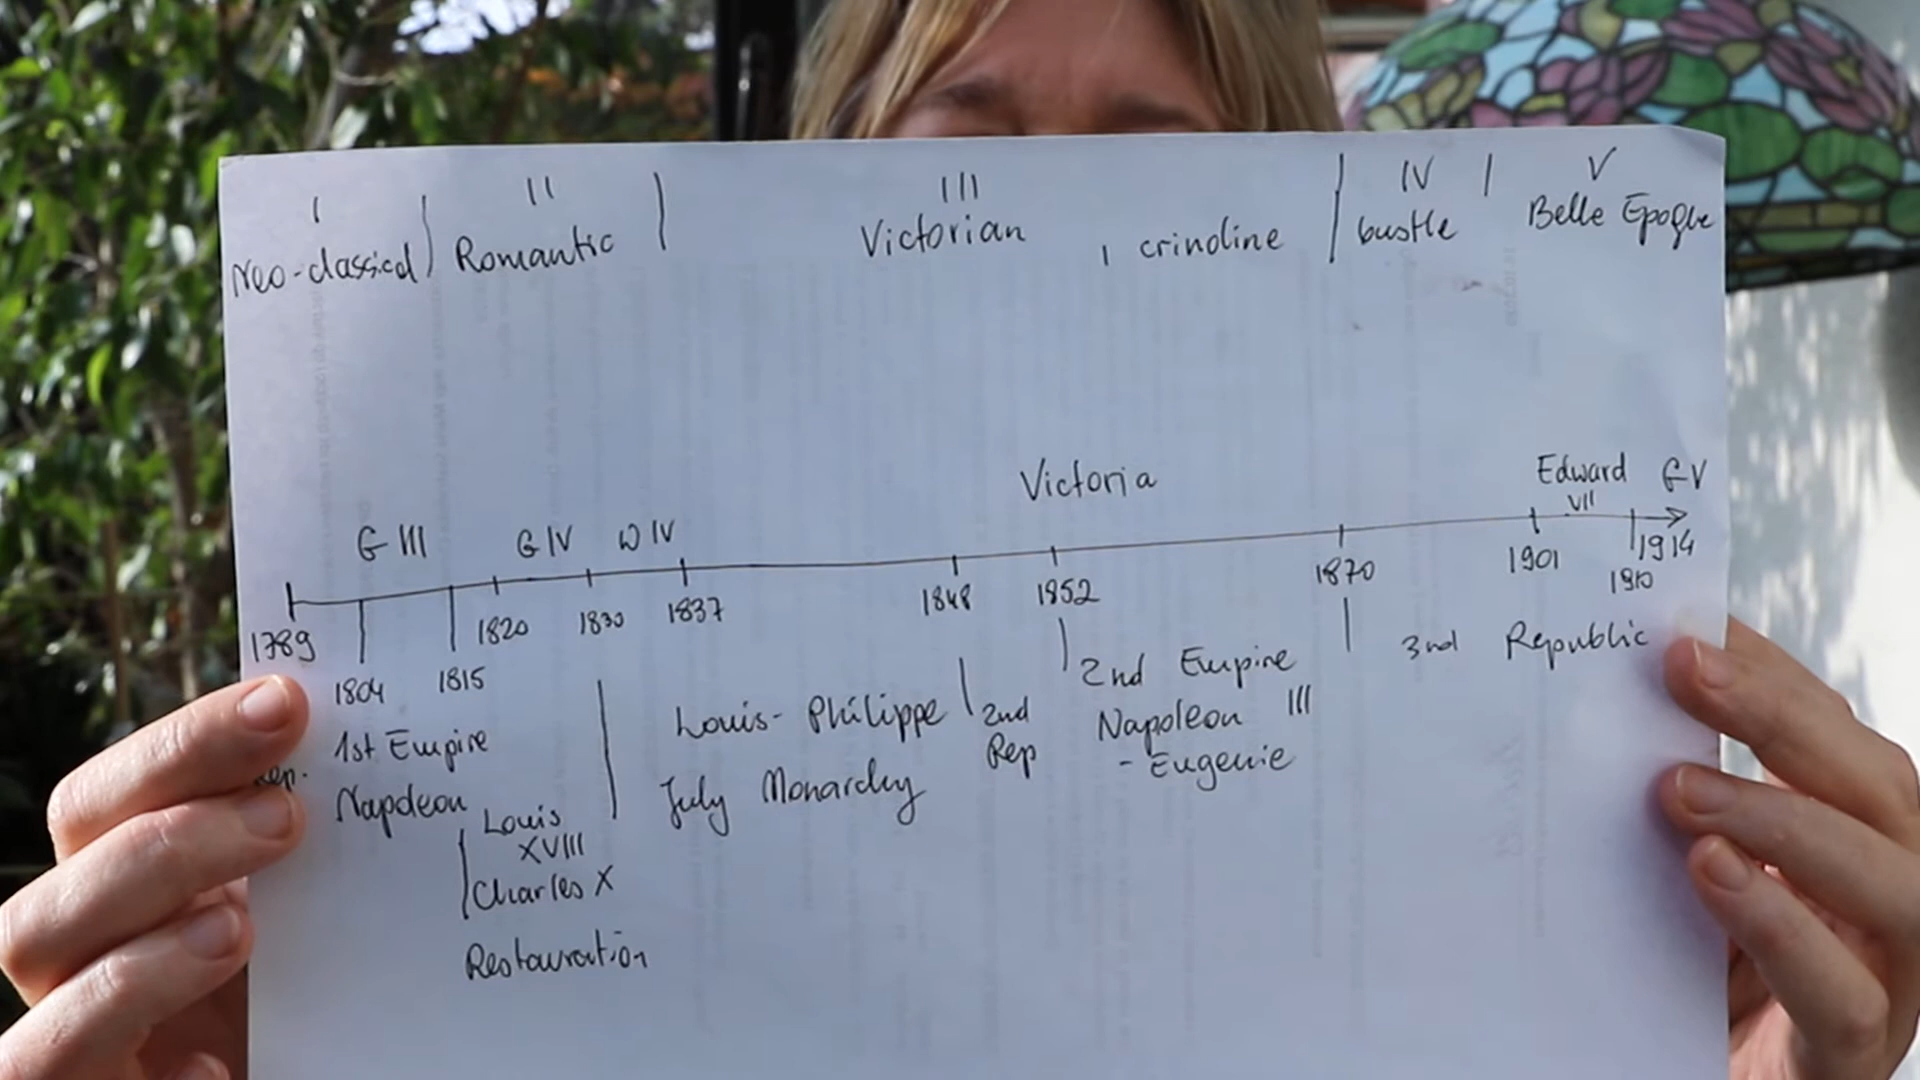 I II III IV V
Neo-classical Romantic Victorian crinoline bustle Belle Epoque
Victoria Edward VII G V
G III G IV W IV
1789 1804 1815 1820 1830 1837 1848 1852 1870 1901 1910 1914
Rep.
1st Empire
Napoleon
Louis
XVIII
Charles X
Restauration
Louis-Philippe
July Monarchy
2nd
Rep
2nd Empire
Napoleon III
- Eugenie
3nd Republic